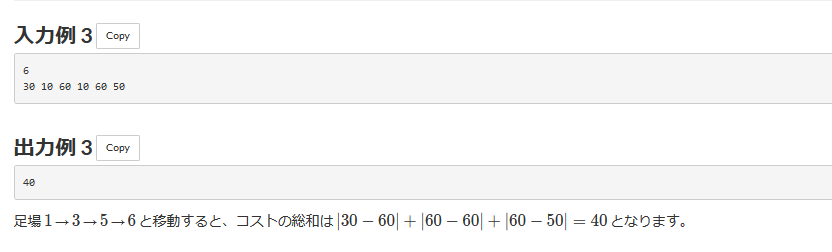 入力例 3 Copy
6
30 10 60 10 60 50
出力例 3 Copy
40
足場 1 → 3 → 5 → 6 と移動すると、コストの総和は |30 − 60| + |60 − 60| + |60 − 50| = 40 となります。